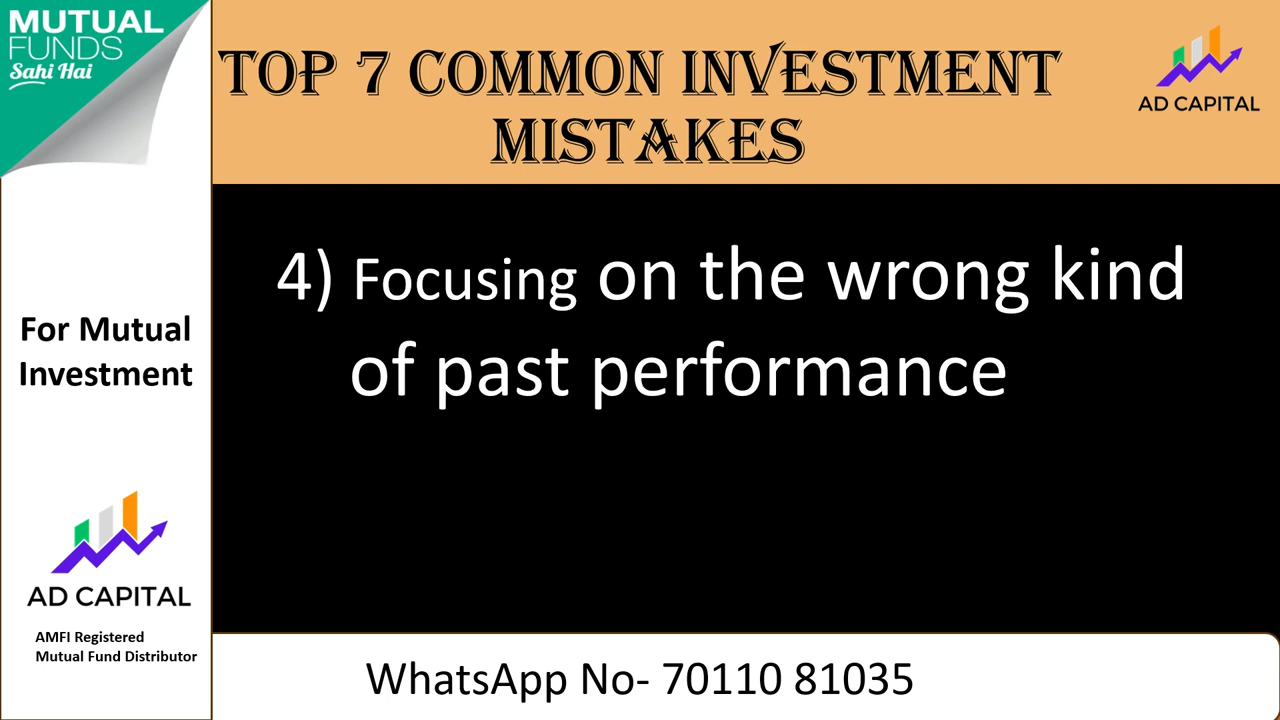 MUTUAL
FUNDS
Sahi Hai
TOP 7 COMMON INVESTMENT
MISTAKES
AD CAPITAL
4) Focusing on the wrong kind
of past performance
For Mutual
Investment
AD CAPITAL
AMFI Registered
Mutual Fund Distributor
WhatsApp No- 70110 81035